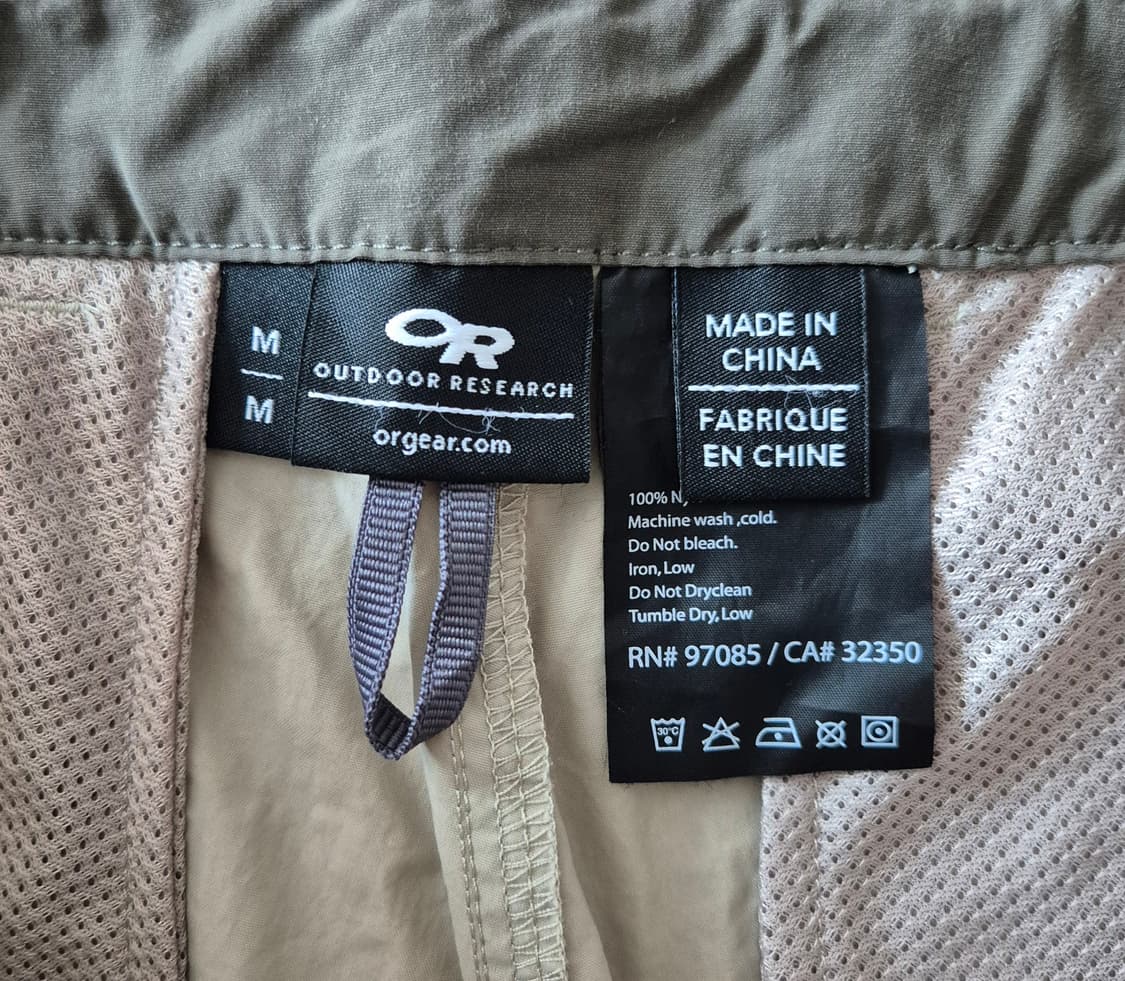 M
M
OR
OUTDOOR RESEARCH
orgear.com
MADE IN
CHINA
FABRIQUE
EN CHINE
100%
Machine wash ,cold.
Do Not bleach.
Iron, Low
Do Not Dryclean
Tumble Dry, Low
RN# 97085 / CA# 32350
30°C